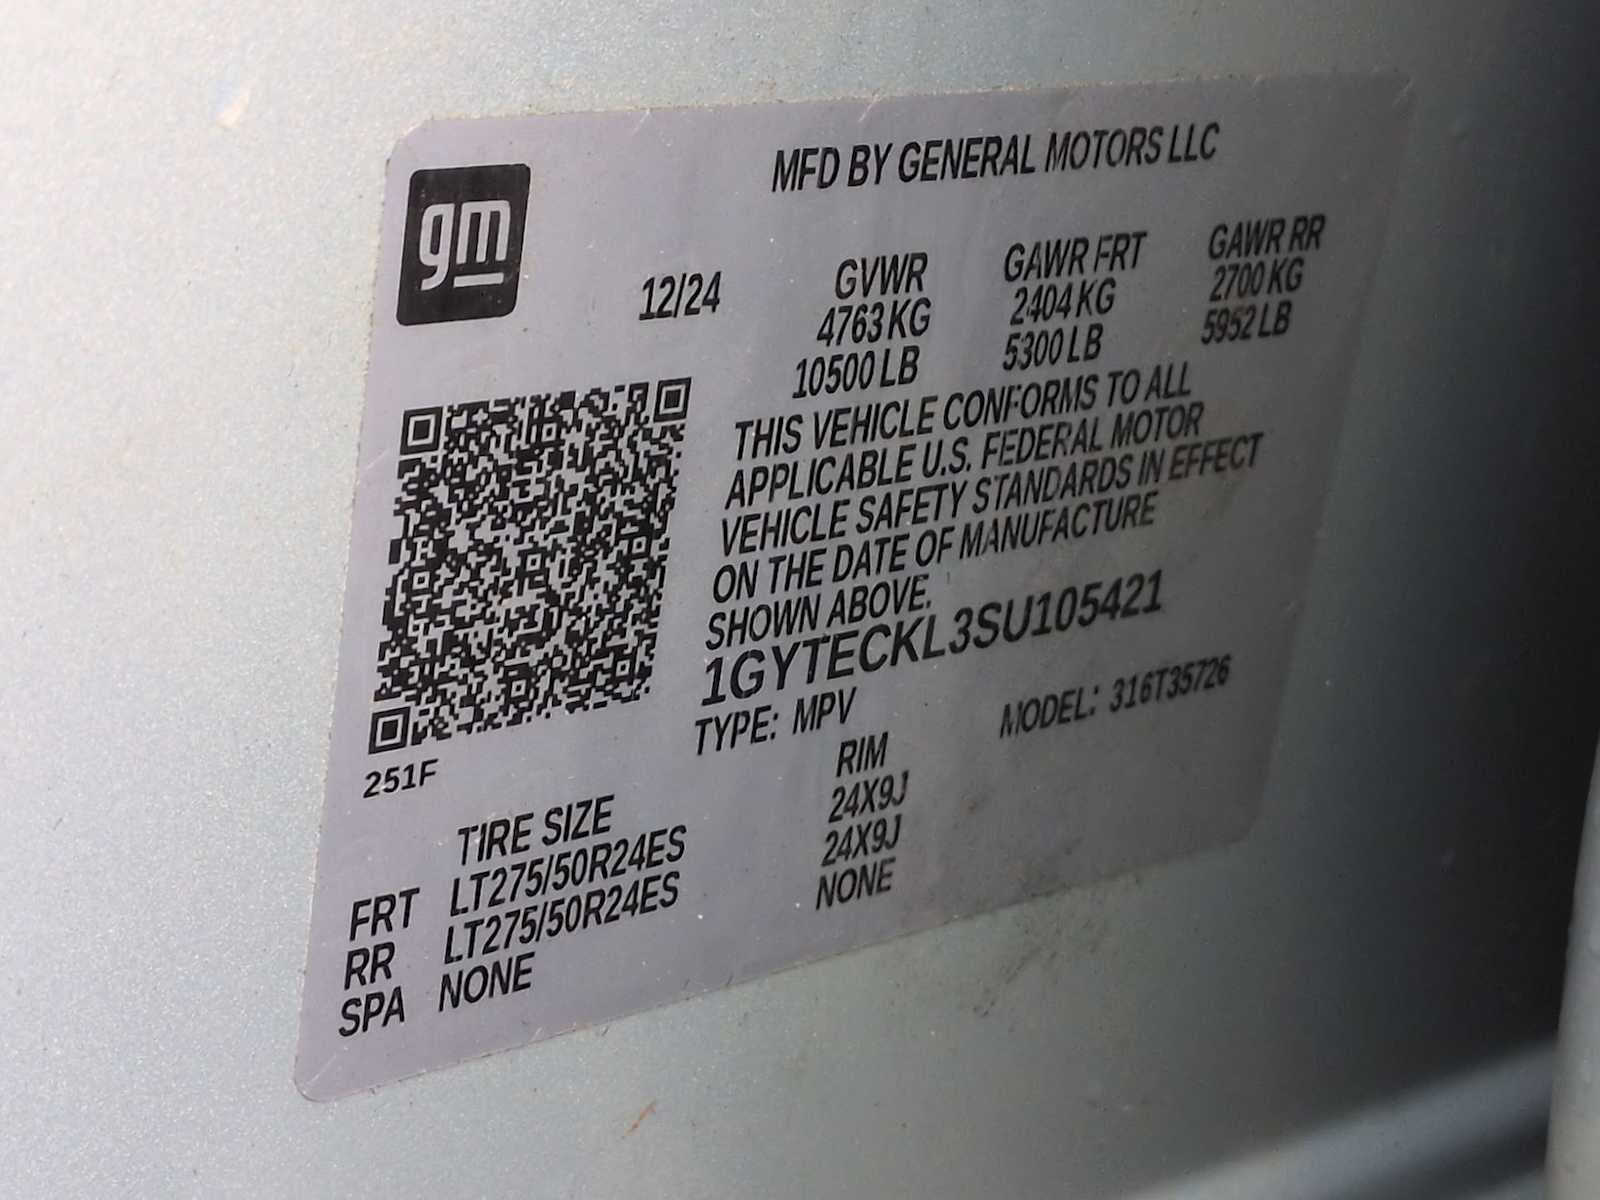 gm
MFD BY GENERAL MOTORS LLC
12/24
GVWR GAWR FRT GAWR RR
4763 KG 2404 KG 2700 KG
10500 LB 5300 LB 5952 LB
THIS VEHICLE CONFORMS TO ALL
APPLICABLE U.S. FEDERAL MOTOR
VEHICLE SAFETY STANDARDS IN EFFECT
ON THE DATE OF MANUFACTURE
SHOWN ABOVE.
1GYTECKL3SU105421
TYPE: MPV MODEL: 316T35726
251F
TIRE SIZE RIM
FRT LT275/50R24ES 24X9J
RR LT275/50R24ES 24X9J
SPA NONE NONE